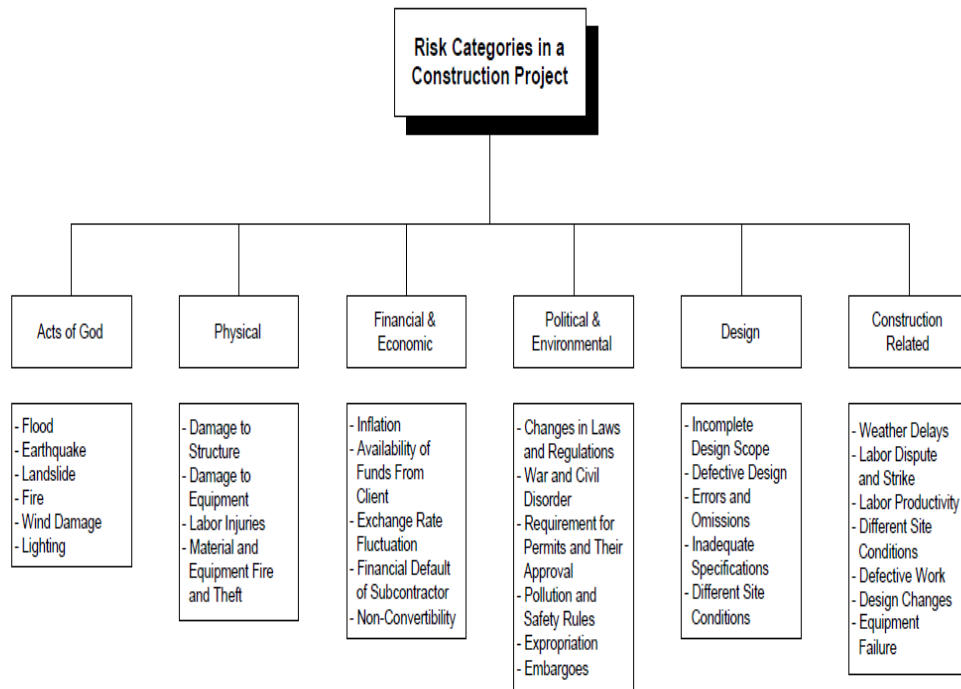 Risk Categories in a
Construction Project
Acts of God
Physical
Financial &
Economic
Political &
Environmental
Design
Construction
Related
- Flood
- Earthquake
- Landslide
- Fire
- Wind Damage
- Lighting
- Damage to
Structure
- Damage to
Equipment
- Labor Injuries
- Material and
Equipment Fire
and Theft
- Inflation
- Availability of
Funds From
Client
- Exchange Rate
Fluctuation
- Financial Default
of Subcontractor
- Non-Convertibility
- Changes in Laws
and Regulations
- War and Civil
Disorder
- Requirement for
Permits and Their
Approval
- Pollution and
Safety Rules
- Expropriation
- Embargoes
- Incomplete
Design Scope
- Defective Design
- Errors and
Omissions
- Inadequate
Specifications
- Different Site
Conditions
- Weather Delays
- Labor Dispute
and Strike
- Labor Productivity
- Different Site
Conditions
- Defective Work
- Design Changes
- Equipment
Failure